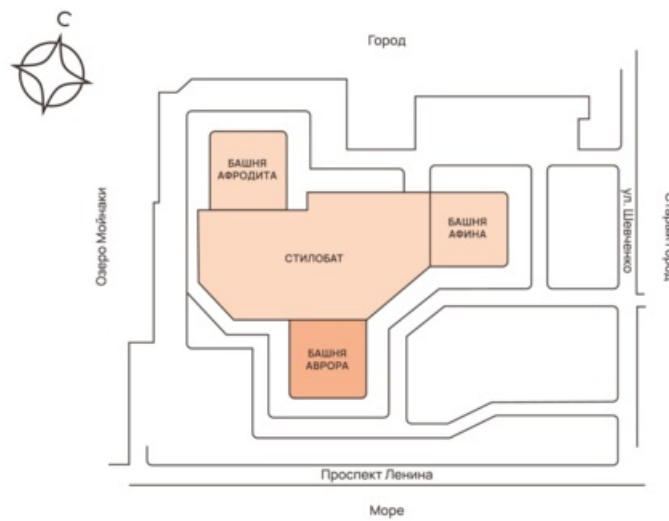 С
Город
БАШНЯ
АФРОДИТА
Озеро Мойнаки
СТИЛОБАТ
БАШНЯ
АФИНА
ул. Шевченко
БАШНЯ
АВРОРА
Проспект Ленина
Море